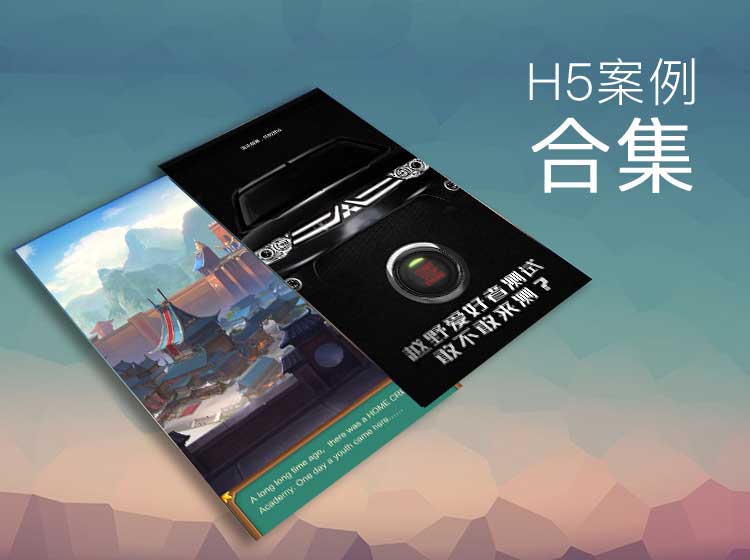 H5案例
合集
越野爱好者测试
敢不敢来测？
A long long time ago, there was a HOME CRE
Academy. One day a youth came here......